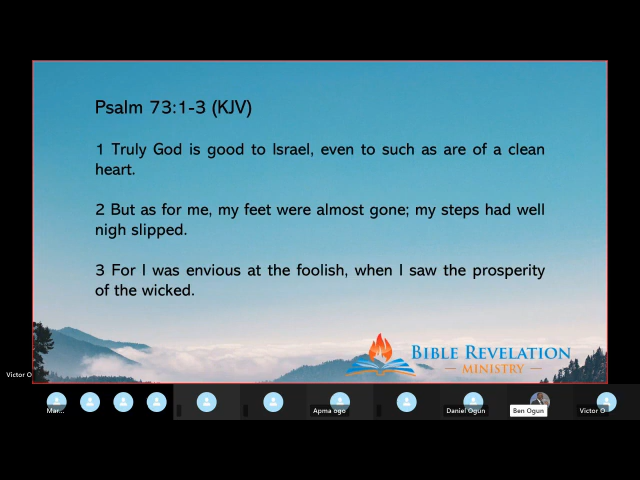 Psalm 73:1-3 (KJV)
1 Truly God is good to Israel, even to such as are of a clean
heart.
2 But as for me, my feet were almost gone; my steps had well
nigh slipped.
3 For I was envious at the foolish, when I saw the prosperity
of the wicked.
BIBLE REVELATION
MINISTRY
Victor O
Mar...
Apma ogo
Daniel Ogun
Ben Ogun
Victor O